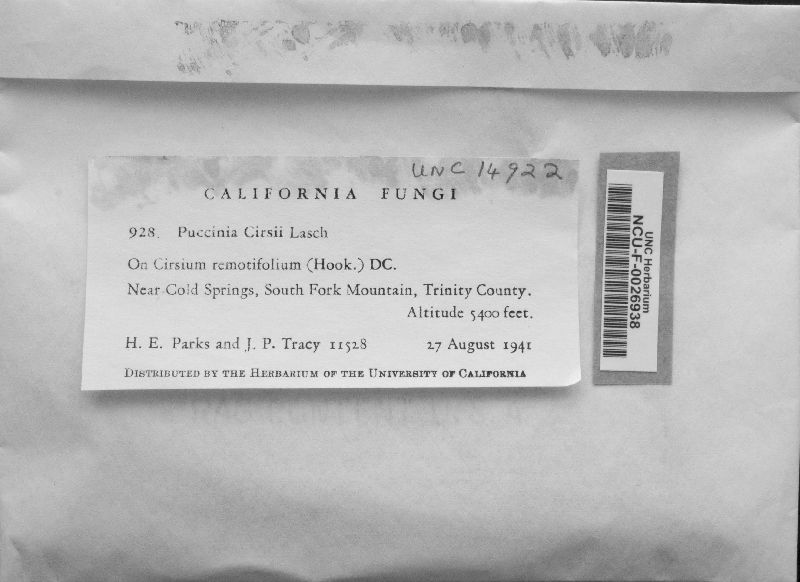 UNC 14922
CALIFORNIA FUNGI
928. Puccinia Cirsii Lasch
On Cirsium remotifolium (Hook.) DC.
Near Cold Springs, South Fork Mountain, Trinity County.
Altitude 5400 feet.
H. E. Parks and J. P. Tracy 11528 27 August 1941
DISTRIBUTED BY THE HERBARIUM OF THE UNIVERSITY OF CALIFORNIA
UNC Herbarium
NCU-F-0026938